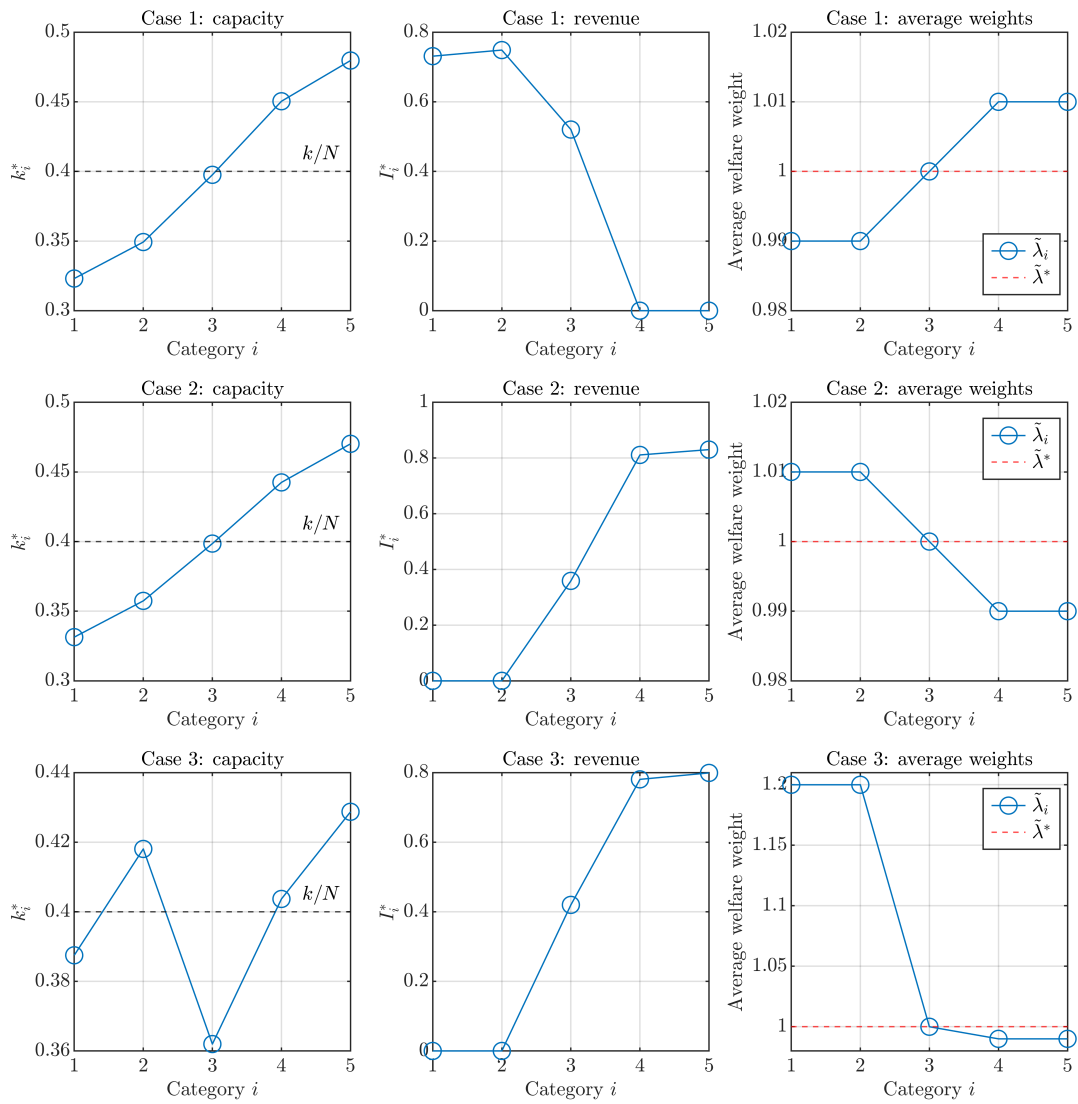 Case 1: capacity
0.5
0.45
0.4
0.35
0.3
k_i^*
k/N
1 2 3 4 5
Category i
Case 1: revenue
0.8
0.6
0.4
0.2
0
I_i^*
1 2 3 4 5
Category i
Case 1: average weights
1.02
1.01
1
0.99
0.98
Average welfare weight
λ̃_i
λ̃^*
1 2 3 4 5
Category i
Case 2: capacity
0.5
0.45
0.4
0.35
0.3
k_i^*
k/N
1 2 3 4 5
Category i
Case 2: revenue
1
0.8
0.6
0.4
0.2
0
I_i^*
1 2 3 4 5
Category i
Case 2: average weights
1.02
1.01
1
0.99
0.98
Average welfare weight
λ̃_i
λ̃^*
1 2 3 4 5
Category i
Case 3: capacity
0.44
0.42
0.4
0.38
0.36
k_i^*
k/N
1 2 3 4 5
Category i
Case 3: revenue
0.8
0.6
0.4
0.2
0
I_i^*
1 2 3 4 5
Category i
Case 3: average weights
1.2
1.15
1.1
1.05
1
Average welfare weight
λ̃_i
λ̃^*
1 2 3 4 5
Category i